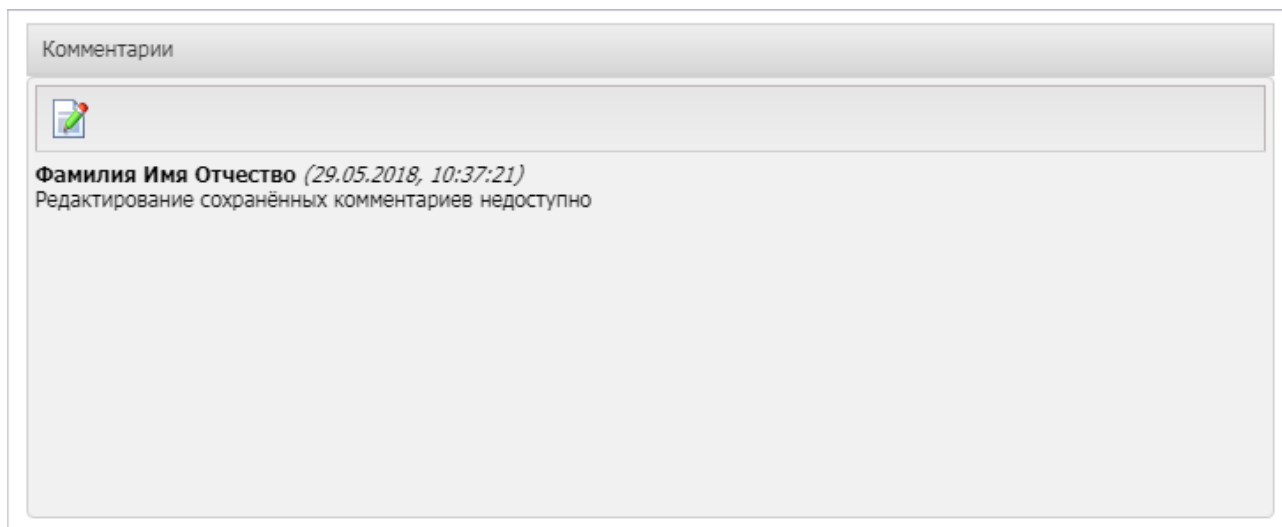 Комментарии
Фамилия Имя Отчество (29.05.2018, 10:37:21)
Редактирование сохранённых комментариев недоступно